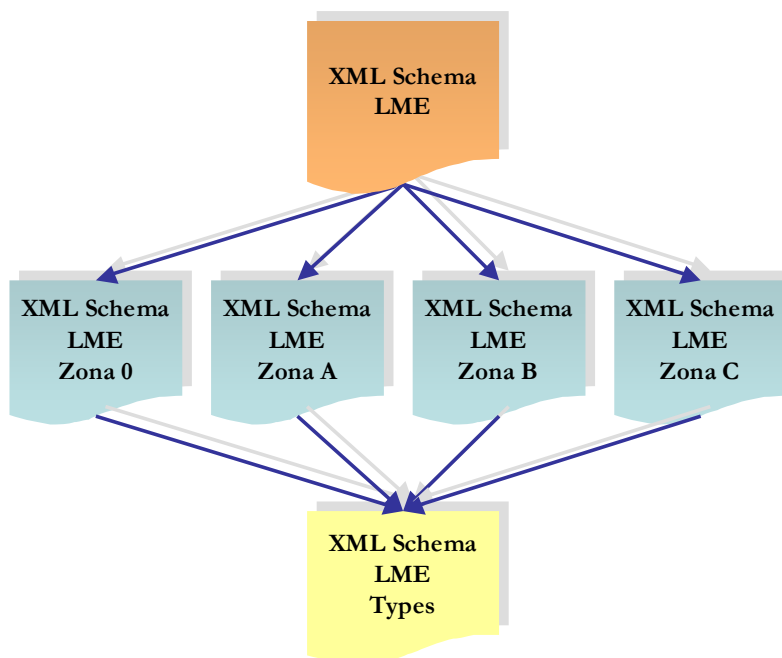 XML Schema
LME
XML Schema
LME
Zona 0
XML Schema
LME
Zona A
XML Schema
LME
Zona B
XML Schema
LME
Zona C
XML Schema
LME
Types